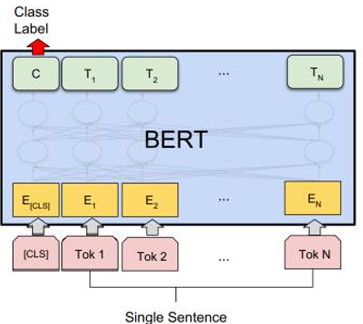 Class
Label
C T1 T2 ... TN
BERT
E[CLS] E1 E2 ... EN
[CLS] Tok 1 Tok 2 ... Tok N
Single Sentence